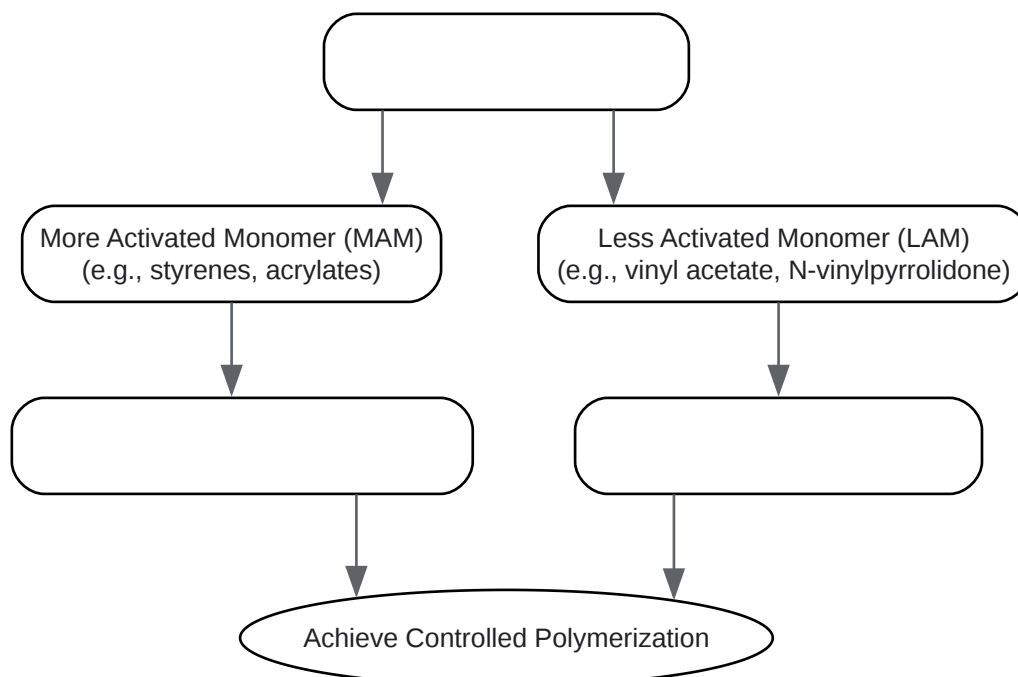 More Activated Monomer (MAM)
(e.g., styrenes, acrylates)
Less Activated Monomer (LAM)
(e.g., vinyl acetate, N-vinylpyrrolidone)
Achieve Controlled Polymerization